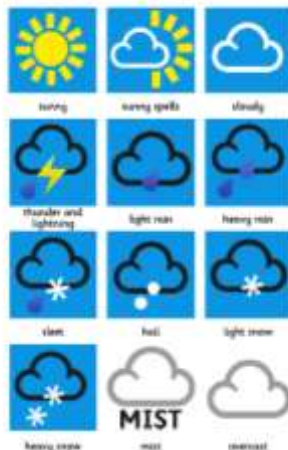 sunny
sunny spells
cloudy
thunder and
lightning
light rain
heavy rain
sleet
hail
light snow
heavy snow
MIST
mist
overcast